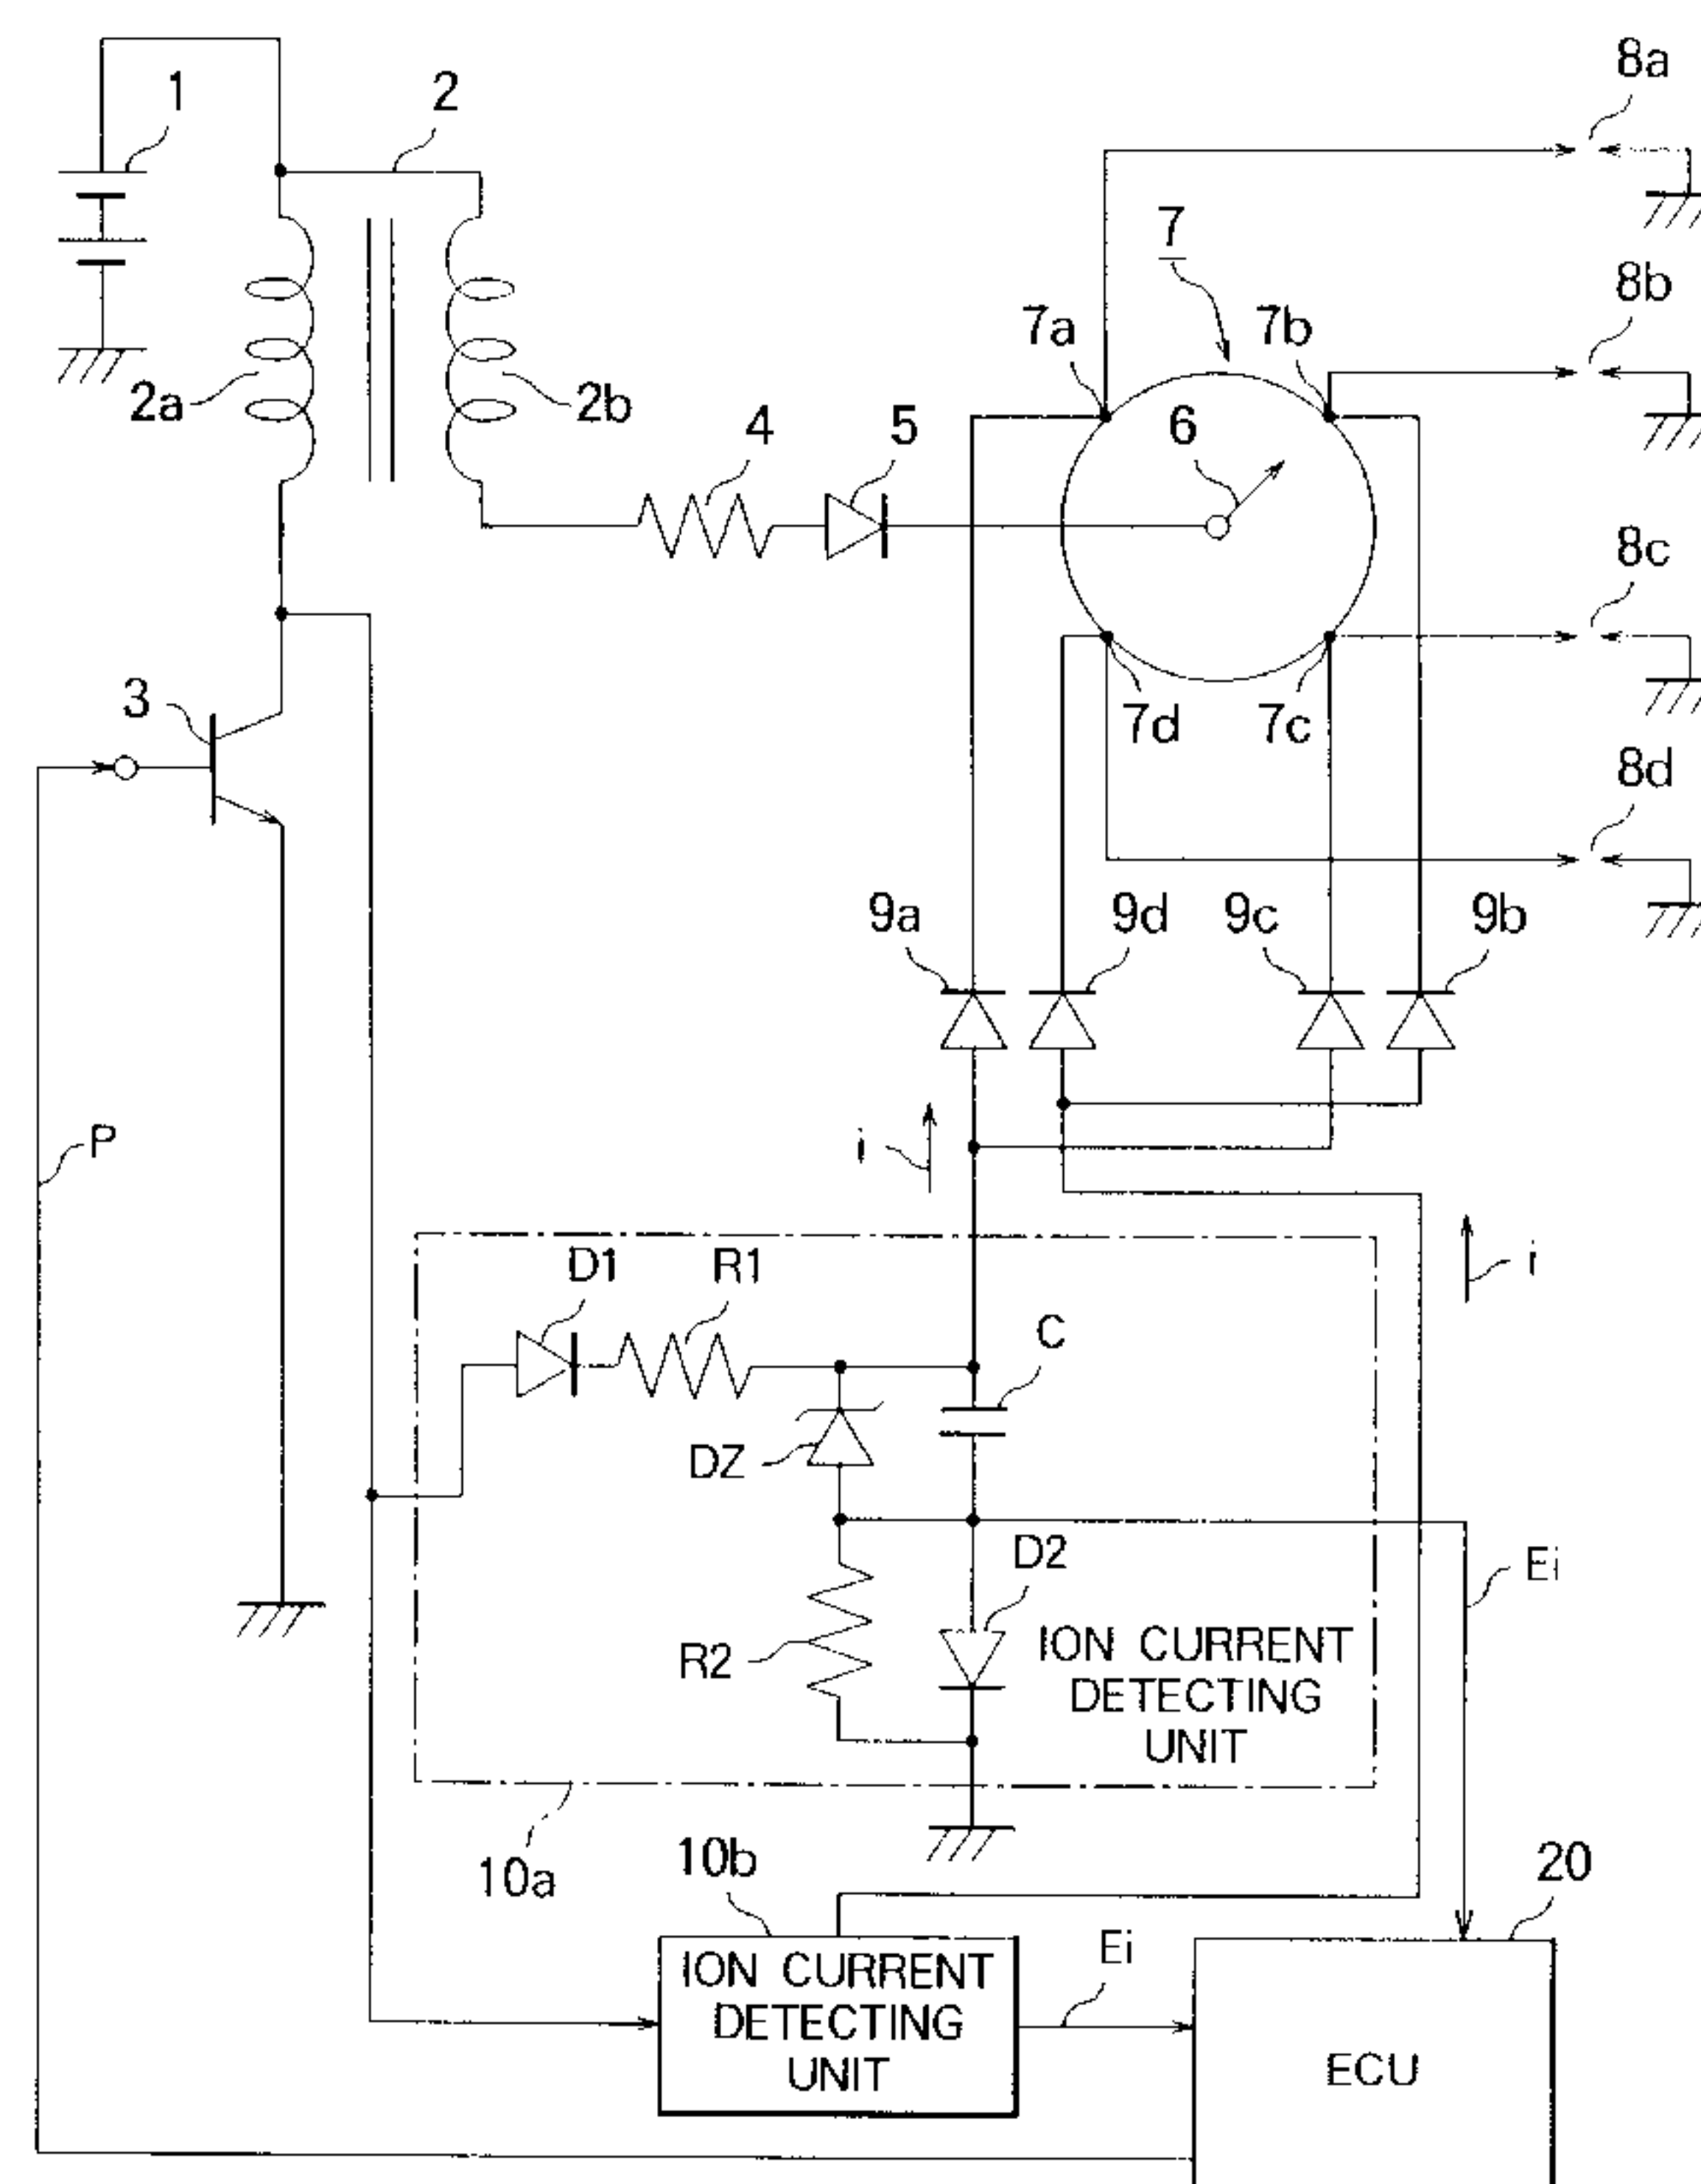 1
2
8a
8b
7
7a
7b
2a
2b
4
5
6
8c
3
7d
7c
8d
9a
9d
9c
9b
P
i
i
D1
R1
C
DZ
D2
Ei
R2
ION CURRENT
DETECTING
UNIT
10a
10b
20
Ei
ION CURRENT
DETECTING
UNIT
ECU